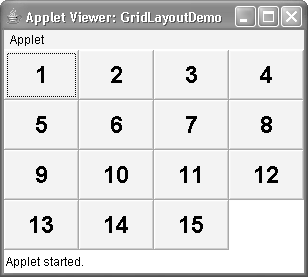 Applet Viewer: GridLayoutDemo
Applet
1 2 3 4
5 6 7 8
9 10 11 12
13 14 15
Applet started.